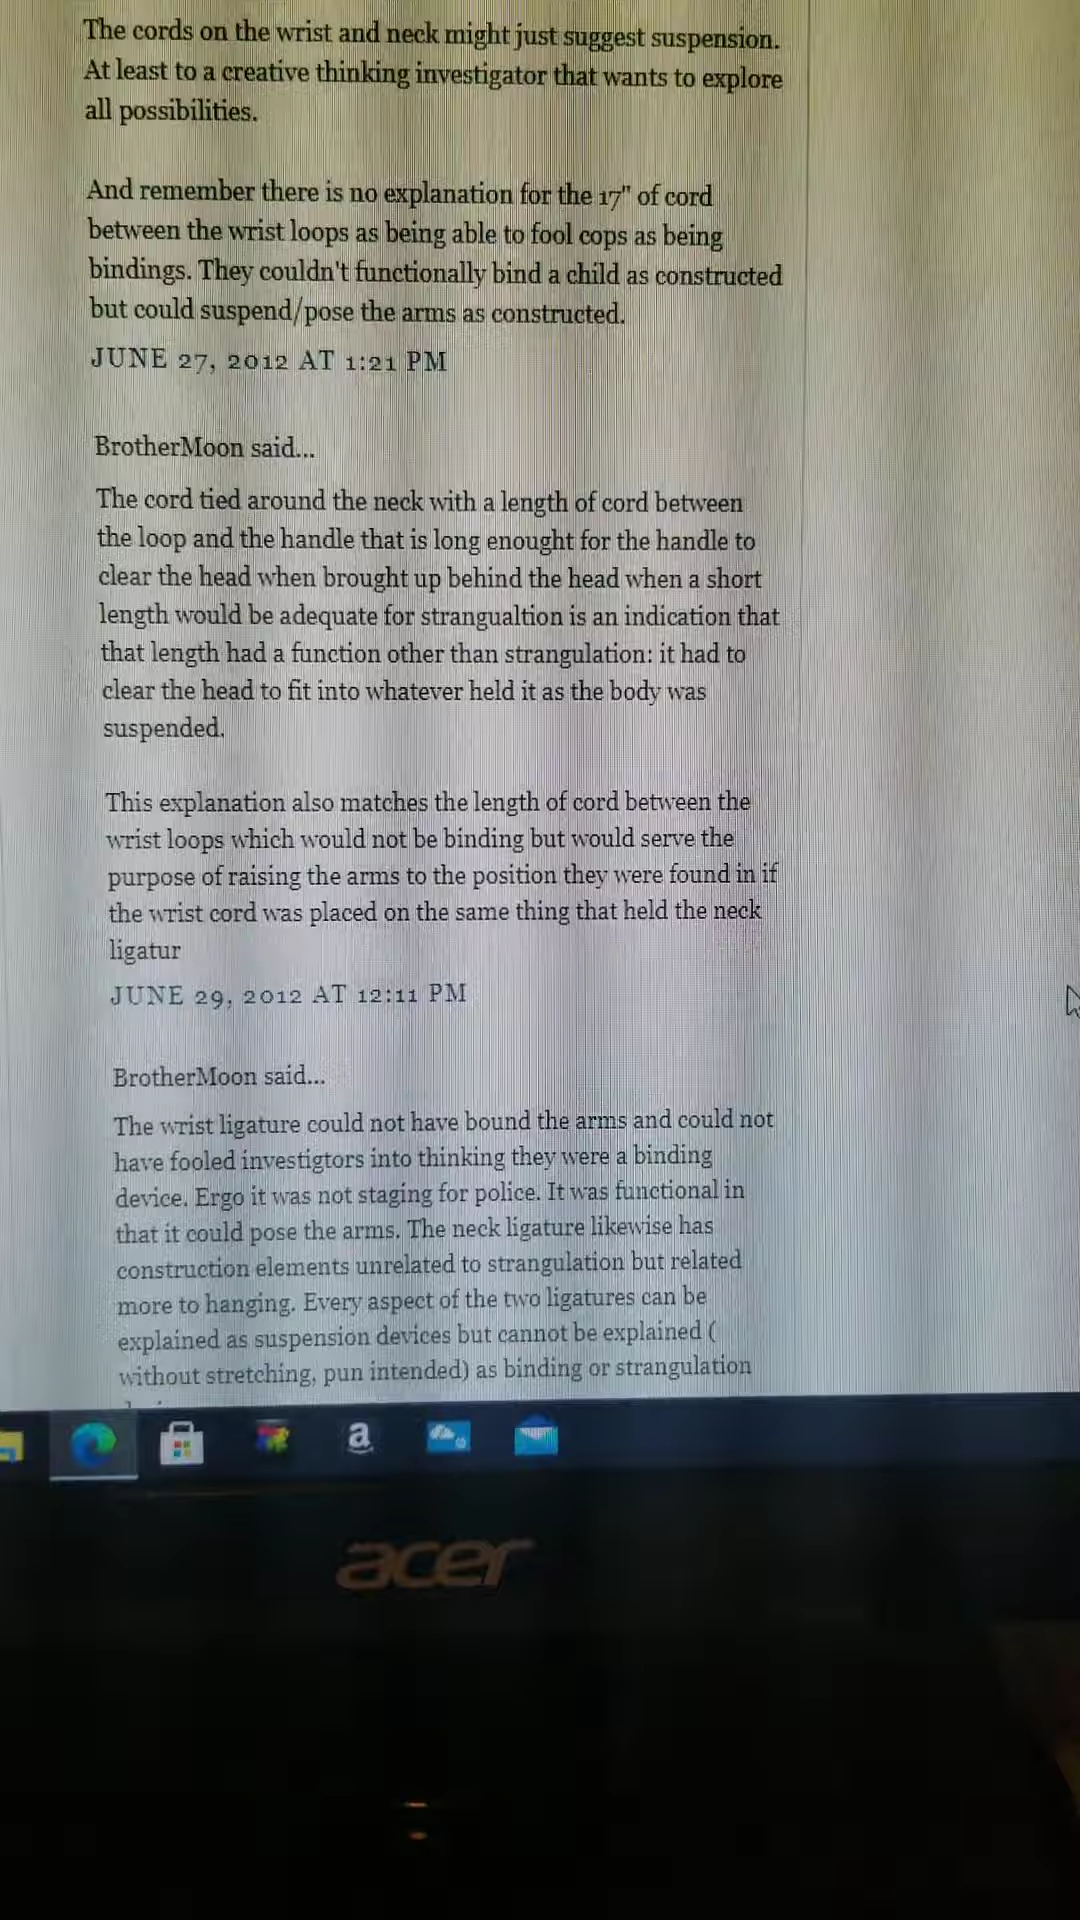 The cords on the wrist and neck might just suggest suspension.
At least to a creative thinking investigator that wants to explore
all possibilities.
And remember there is no explanation for the 17" of cord
between the wrist loops as being able to fool cops as being
bindings. They couldn't functionally bind a child as constructed
but could suspend/pose the arms as constructed.
JUNE 27, 2012 AT 1:21 PM
BrotherMoon said...
The cord tied around the neck with a length of cord between
the loop and the handle that is long enought for the handle to
clear the head when brought up behind the head when a short
length would be adequate for strangualtion is an indication that
that length had a function other than strangulation: it had to
clear the head to fit into whatever held it as the body was
suspended.
This explanation also matches the length of cord between the
wrist loops which would not be binding but would serve the
purpose of raising the arms to the position they were found in if
the wrist cord was placed on the same thing that held the neck
ligatur
JUNE 29, 2012 AT 12:11 PM
BrotherMoon said...
The wrist ligature could not have bound the arms and could not
have fooled investigtors into thinking they were a binding
device. Ergo it was not staging for police. It was functional in
that it could pose the arms. The neck ligature likewise has
construction elements unrelated to strangulation but related
more to hanging. Every aspect of the two ligatures can be
explained as suspension devices but cannot be explained (
without stretching, pun intended) as binding or strangulation
a
acer